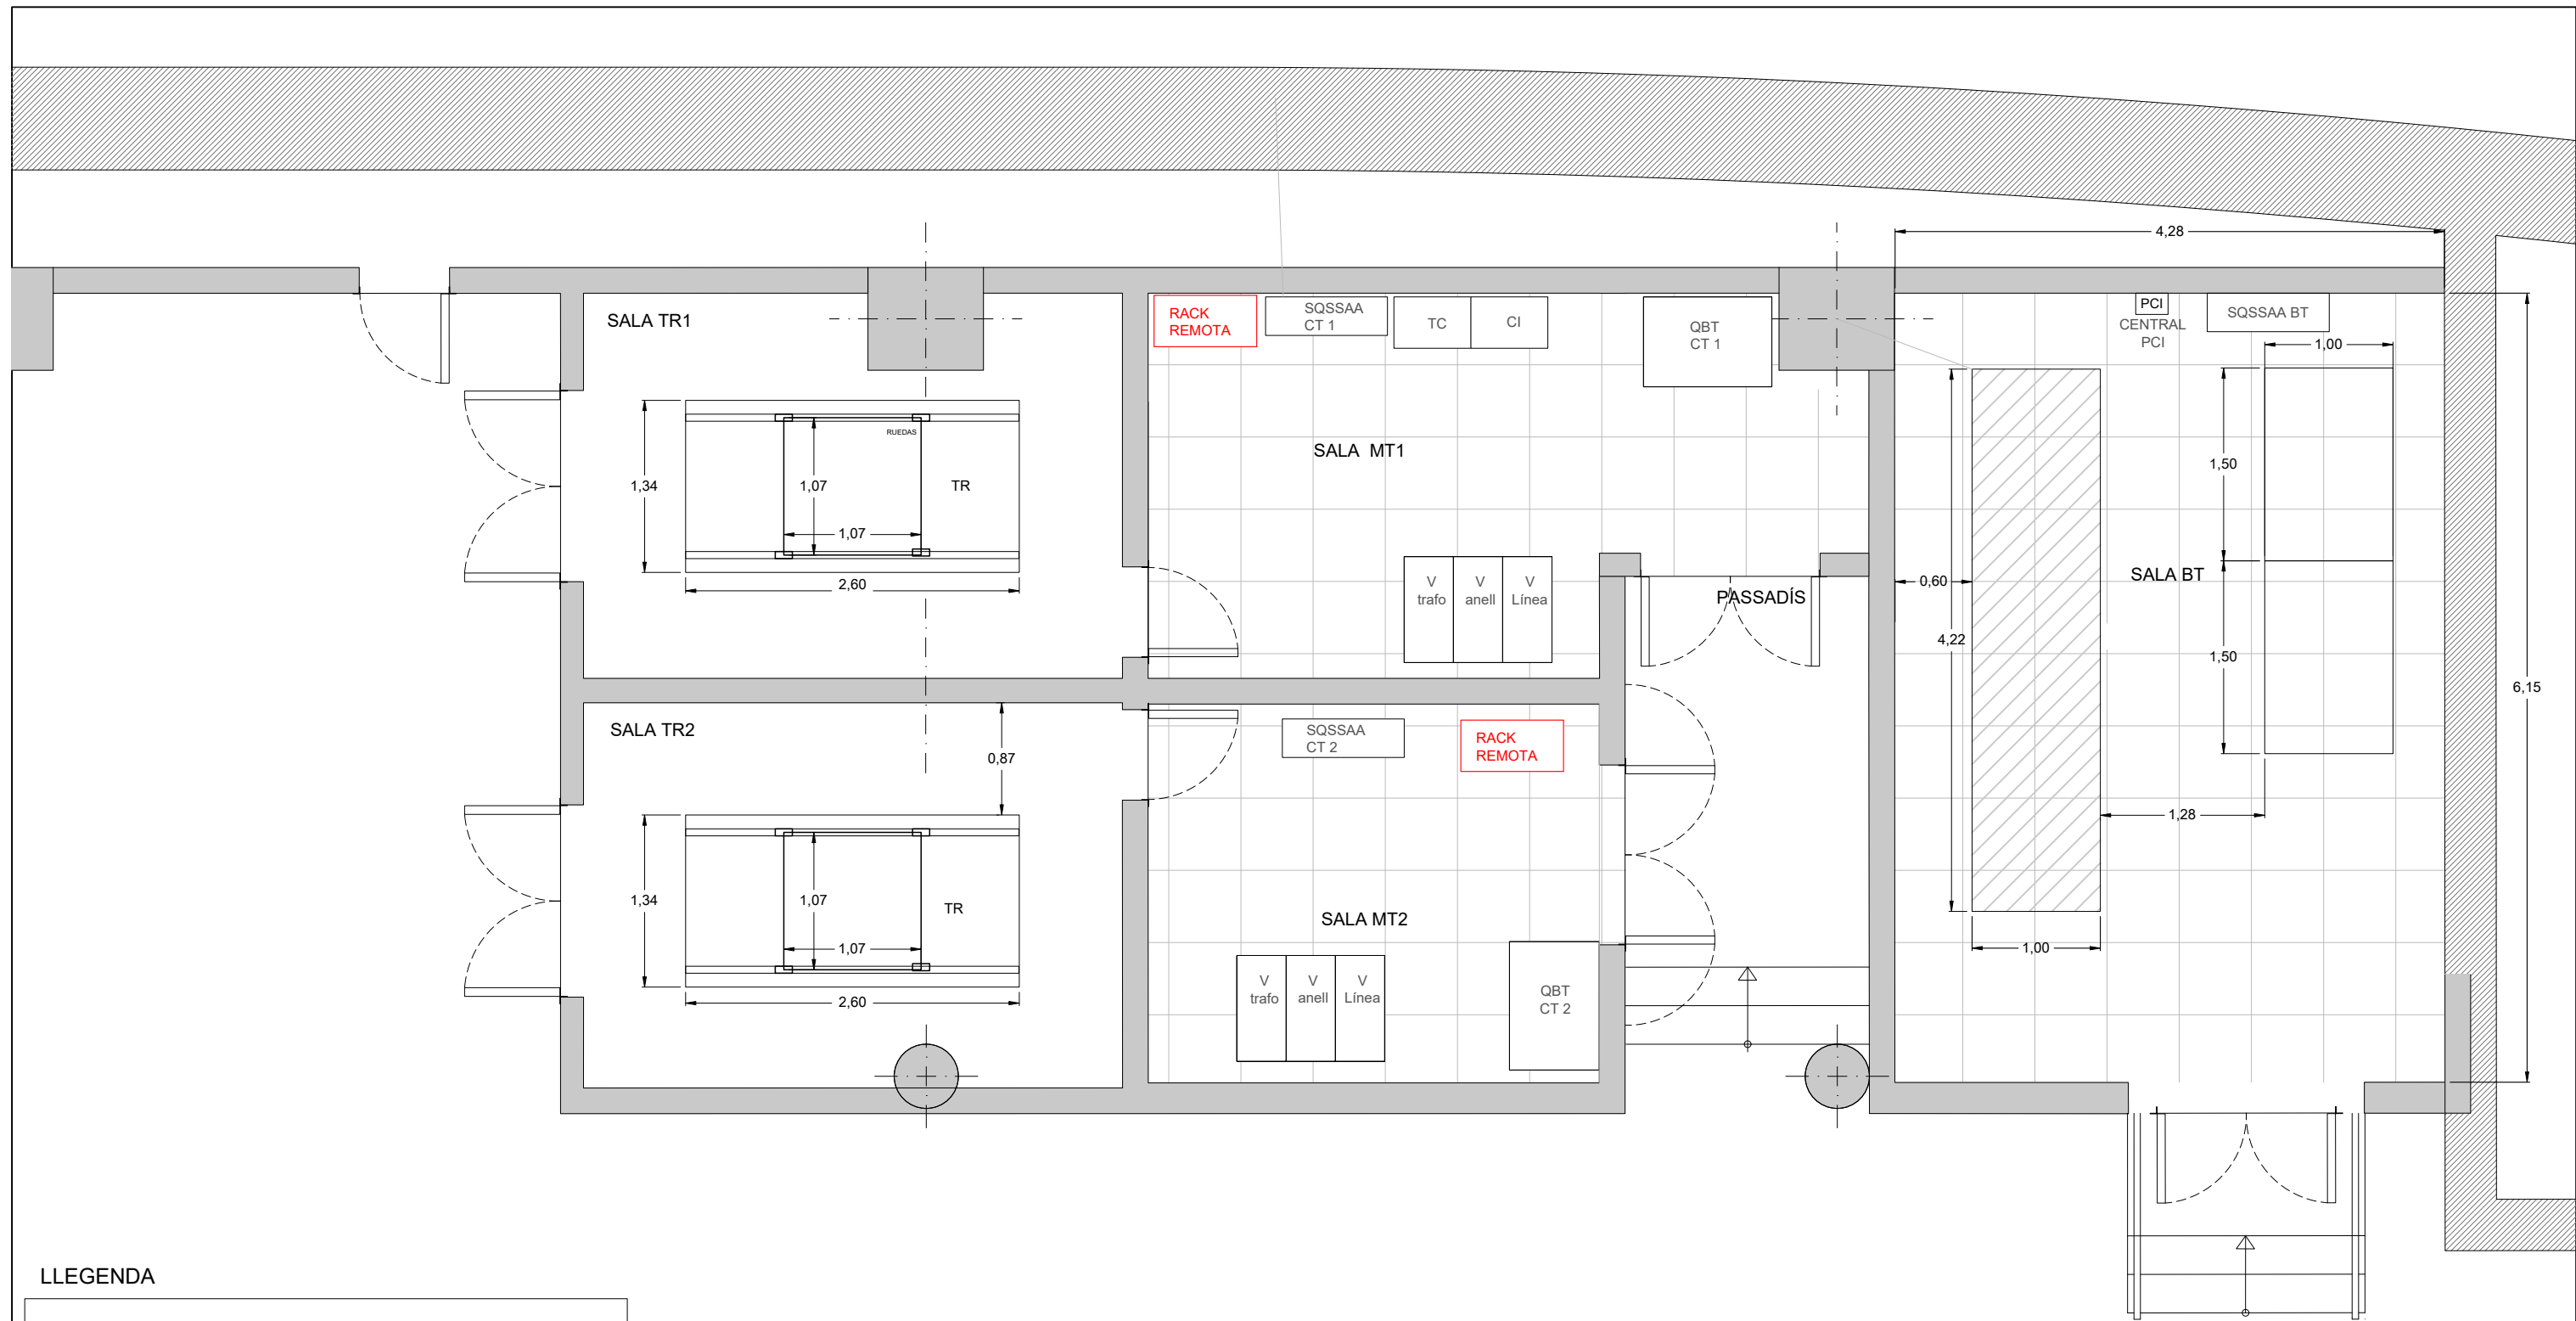 4,28
SALA TR1
RACK
REMOTA
SQSSAA
CT 1
TC
CI
QBT
CT 1
PCI
CENTRAL
PCI
SQSSAA BT
1,00
RUEDAS
SALA  MT1
1,50
1,34
1,07
TR
1,07
2,60
V
trafo
V
anell
V
Línea
PASSADÍS
0,60
SALA BT
4,22
1,50
6,15
SALA TR2
0,87
SQSSAA
CT 2
RACK
REMOTA
1,28
1,34
1,07
TR
SALA MT2
1,07
1,00
2,60
V
trafo
V
anell
V
Línea
QBT
CT 2
LLEGENDA